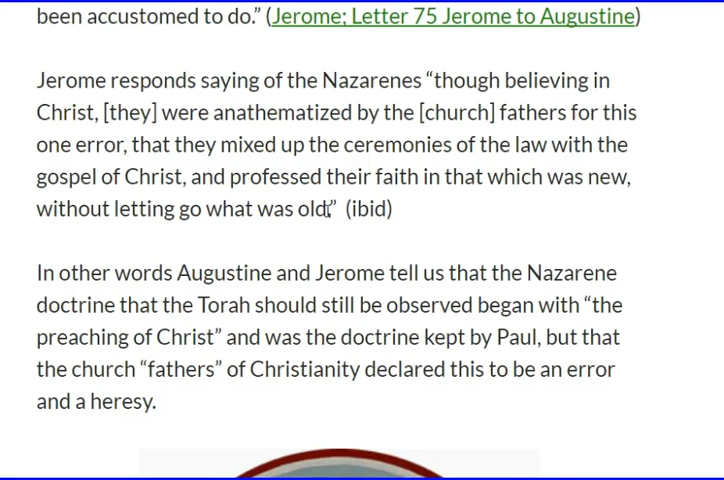 been accustomed to do.” (Jerome; Letter 75 Jerome to Augustine)
Jerome responds saying of the Nazarenes “though believing in
Christ, [they] were anathematized by the [church] fathers for this
one error, that they mixed up the ceremonies of the law with the
gospel of Christ, and professed their faith in that which was new,
without letting go what was old;” (ibid)
In other words Augustine and Jerome tell us that the Nazarene
doctrine that the Torah should still be observed began with “the
preaching of Christ” and was the doctrine kept by Paul, but that
the church “fathers” of Christianity declared this to be an error
and a heresy.